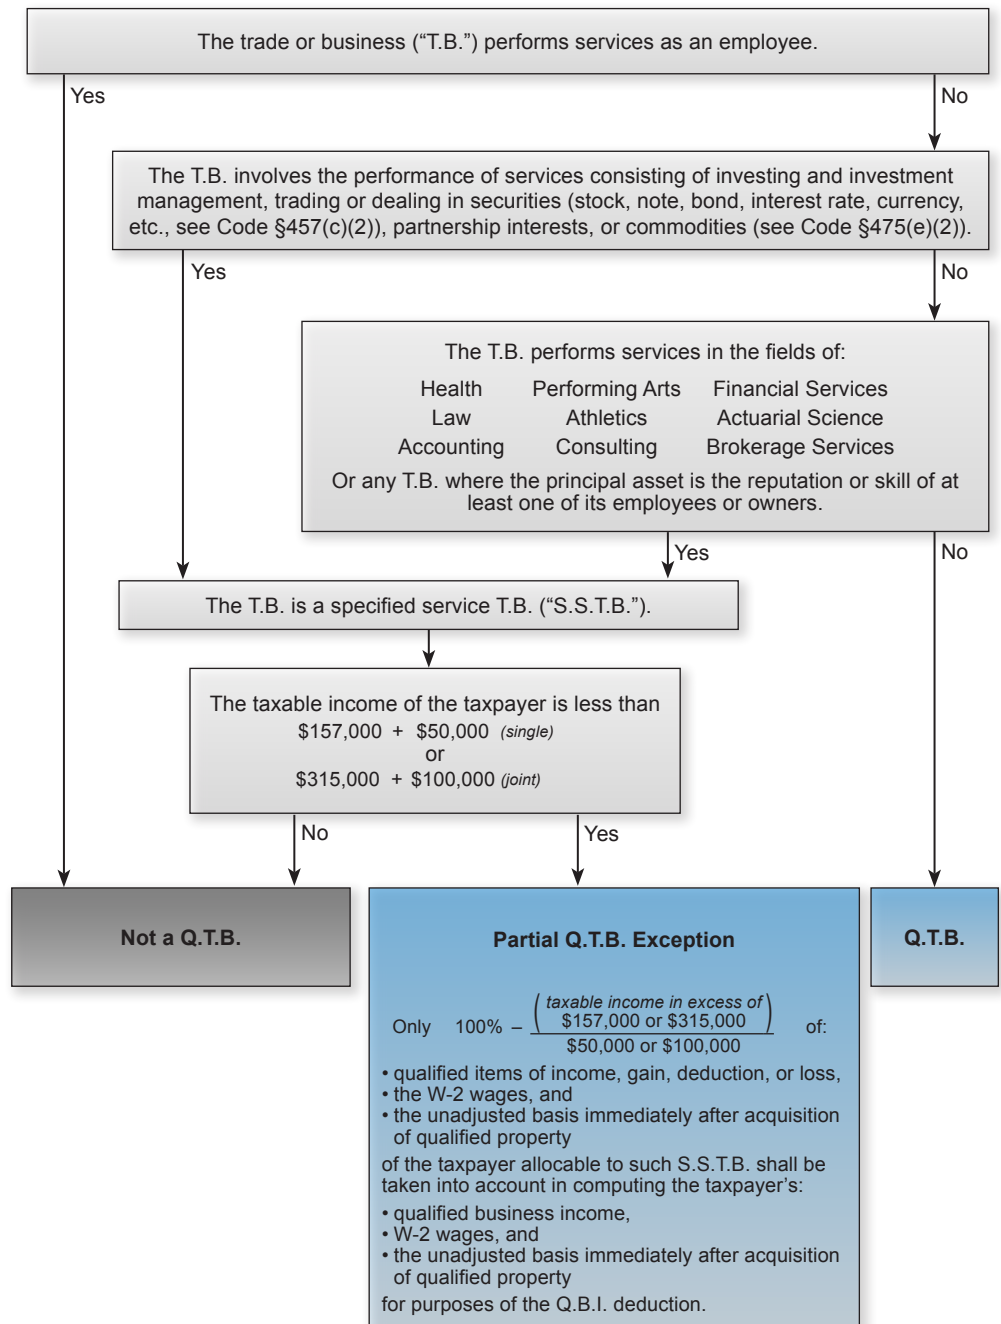 The trade or business (“T.B.”) performs services as an employee.
Yes
No
The T.B. involves the performance of services consisting of investing and investment
management, trading or dealing in securities (stock, note, bond, interest rate, currency,
etc., see Code §457(c)(2)), partnership interests, or commodities (see Code §475(e)(2)).
Yes
No
The T.B. performs services in the fields of:
Health Performing Arts Financial Services
Law Athletics Actuarial Science
Accounting Consulting Brokerage Services
Or any T.B. where the principal asset is the reputation or skill of at
least one of its employees or owners.
Yes
No
The T.B. is a specified service T.B. (“S.S.T.B.”).
The taxable income of the taxpayer is less than
$157,000 + $50,000 (single)
or
$315,000 + $100,000 (joint)
No
Yes
Not a Q.T.B.
Partial Q.T.B. Exception
Q.T.B.
Only 100% – (taxable income in excess of
$157,000 or $315,000) of:
$50,000 or $100,000
• qualified items of income, gain, deduction, or loss,
• the W-2 wages, and
• the unadjusted basis immediately after acquisition
of qualified property
of the taxpayer allocable to such S.S.T.B. shall be
taken into account in computing the taxpayer’s:
• qualified business income,
• W-2 wages, and
• the unadjusted basis immediately after acquisition
of qualified property
for purposes of the Q.B.I. deduction.